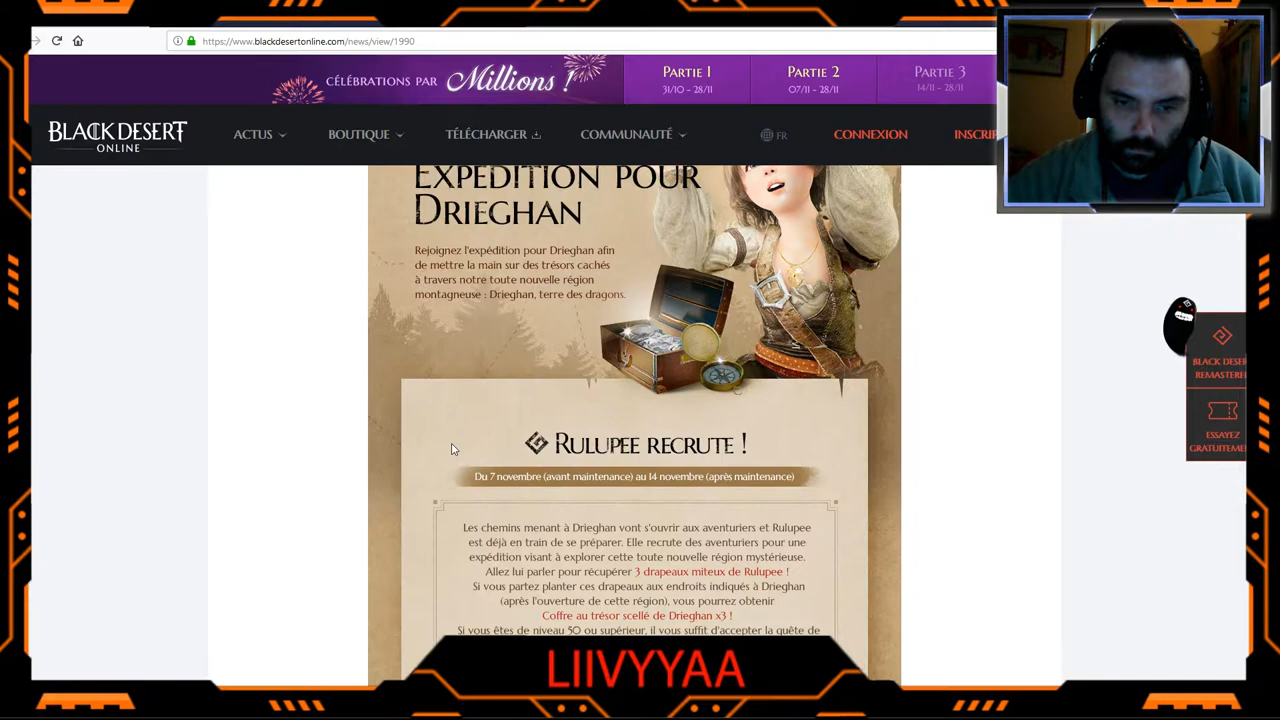 https://www.blackdesertonline.com/news/view/1990
CÉLÉBRATIONS PAR Millions !
PARTIE 1
31/10 - 28/11
PARTIE 2
07/11 - 28/11
PARTIE 3
14/11 - 28/11
BLACK DESERT
ONLINE
ACTUS
BOUTIQUE
TÉLÉCHARGER
COMMUNAUTÉ
FR
CONNEXION
INSCRIP
EXPÉDITION POUR
DRIEGHAN
Rejoignez l'expédition pour Drieghan afin
de mettre la main sur des trésors cachés
à travers notre toute nouvelle région
montagneuse : Drieghan, terre des dragons.
BLACK DESER
REMASTERE
ESSAYEZ
GRATUITEME
RULUPEE RECRUTE !
Du 7 novembre (avant maintenance) au 14 novembre (après maintenance)
Les chemins menant à Drieghan vont s'ouvrir aux aventuriers et Rulupee
est déjà en train de se préparer. Elle recrute des aventuriers pour une
expédition visant à explorer cette toute nouvelle région mystérieuse.
Allez lui parler pour récupérer 3 drapeaux miteux de Rulupee !
Si vous partez planter ces drapeaux aux endroits indiqués à Drieghan
(après l'ouverture de cette région), vous pourrez obtenir
Coffre au trésor scellé de Drieghan x3 !
Si vous êtes de niveau 50 ou supérieur, il vous suffit d'accepter la quête de
LIIVYYAA